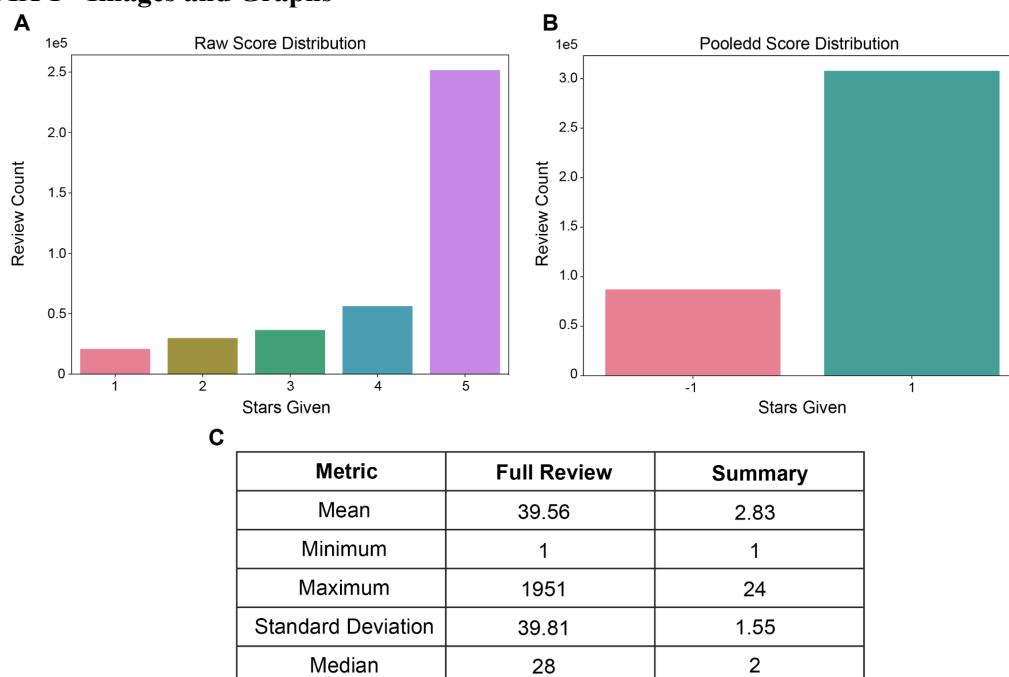 A
Raw Score Distribution
1e5
2.5
2.0
1.5
1.0
0.5
0
1 2 3 4 5
Review Count
Stars Given
B
Pooledd Score Distribution
1e5
3.0
2.5
2.0
1.5
1.0
0.5
0
-1 1
Review Count
Stars Given
C
Metric Full Review Summary
Mean 39.56 2.83
Minimum 1 1
Maximum 1951 24
Standard Deviation 39.81 1.55
Median 28 2